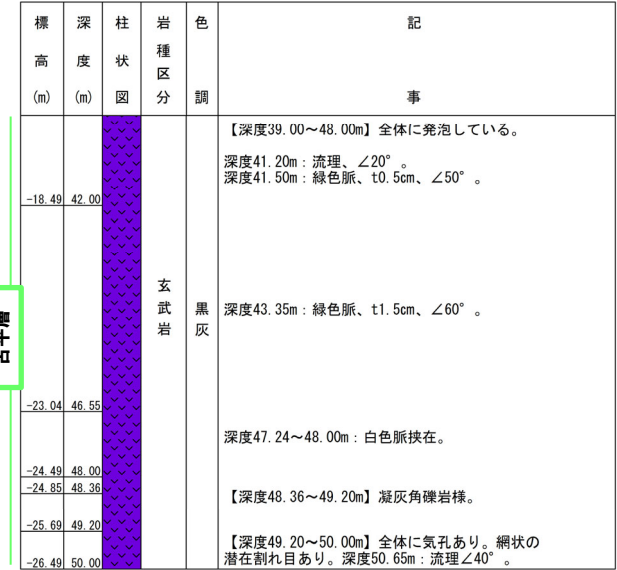 標高(m)
深度(m)
柱状図
岩種区分
色調
記事
【深度39.00～48.00m】全体に発泡している。
深度41.20m：流理、∠20°。
深度41.50m：緑色脈、t0.5cm、∠50°。
-18.49 42.00
玄武岩
黒灰
深度43.35m：緑色脈、t1.5cm、∠60°。
-23.04 46.55
深度47.24～48.00m：白色脈挟在。
-24.49 48.00
-24.85 48.36
【深度48.36～49.20m】凝灰角礫岩様。
-25.69 49.20
【深度49.20～50.00m】全体に気孔あり。網状の
潜在割れ目あり。深度50.65m：流理∠40°。
-26.49 50.00